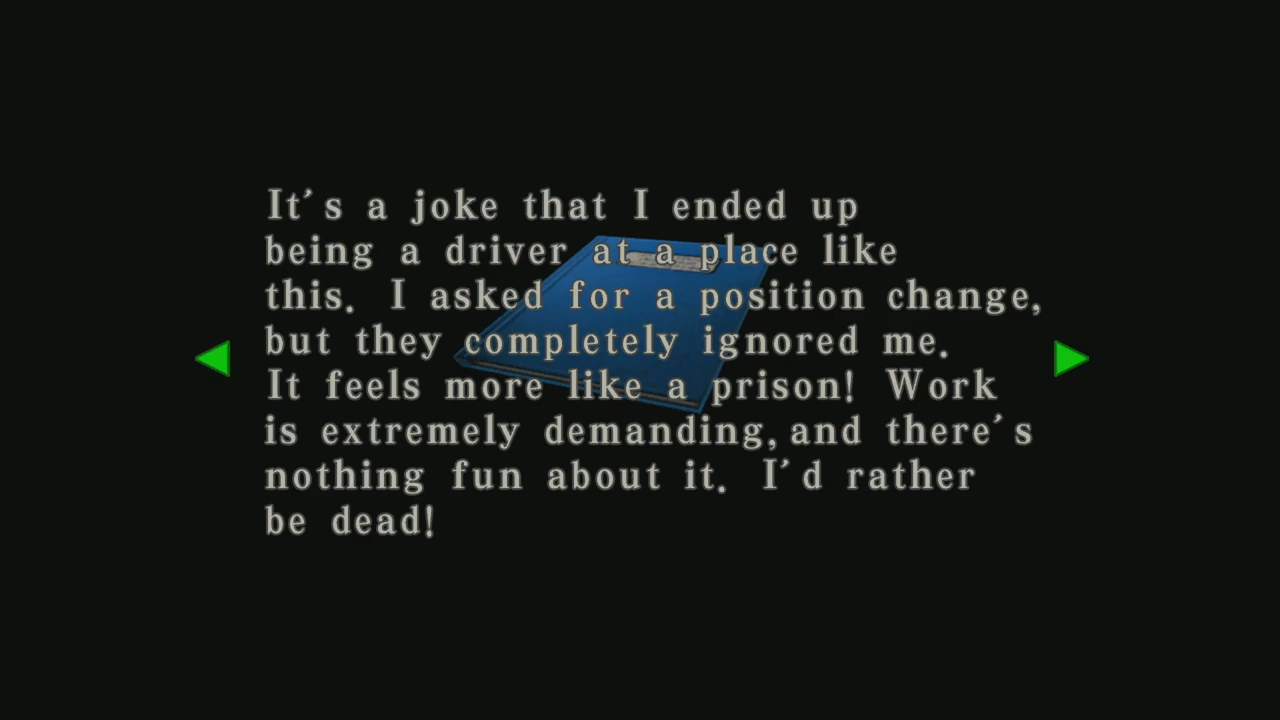 It's a joke that I ended up
being a driver at a place like
this. I asked for a position change,
but they completely ignored me.
It feels more like a prison! Work
is extremely demanding, and there's
nothing fun about it. I'd rather
be dead!